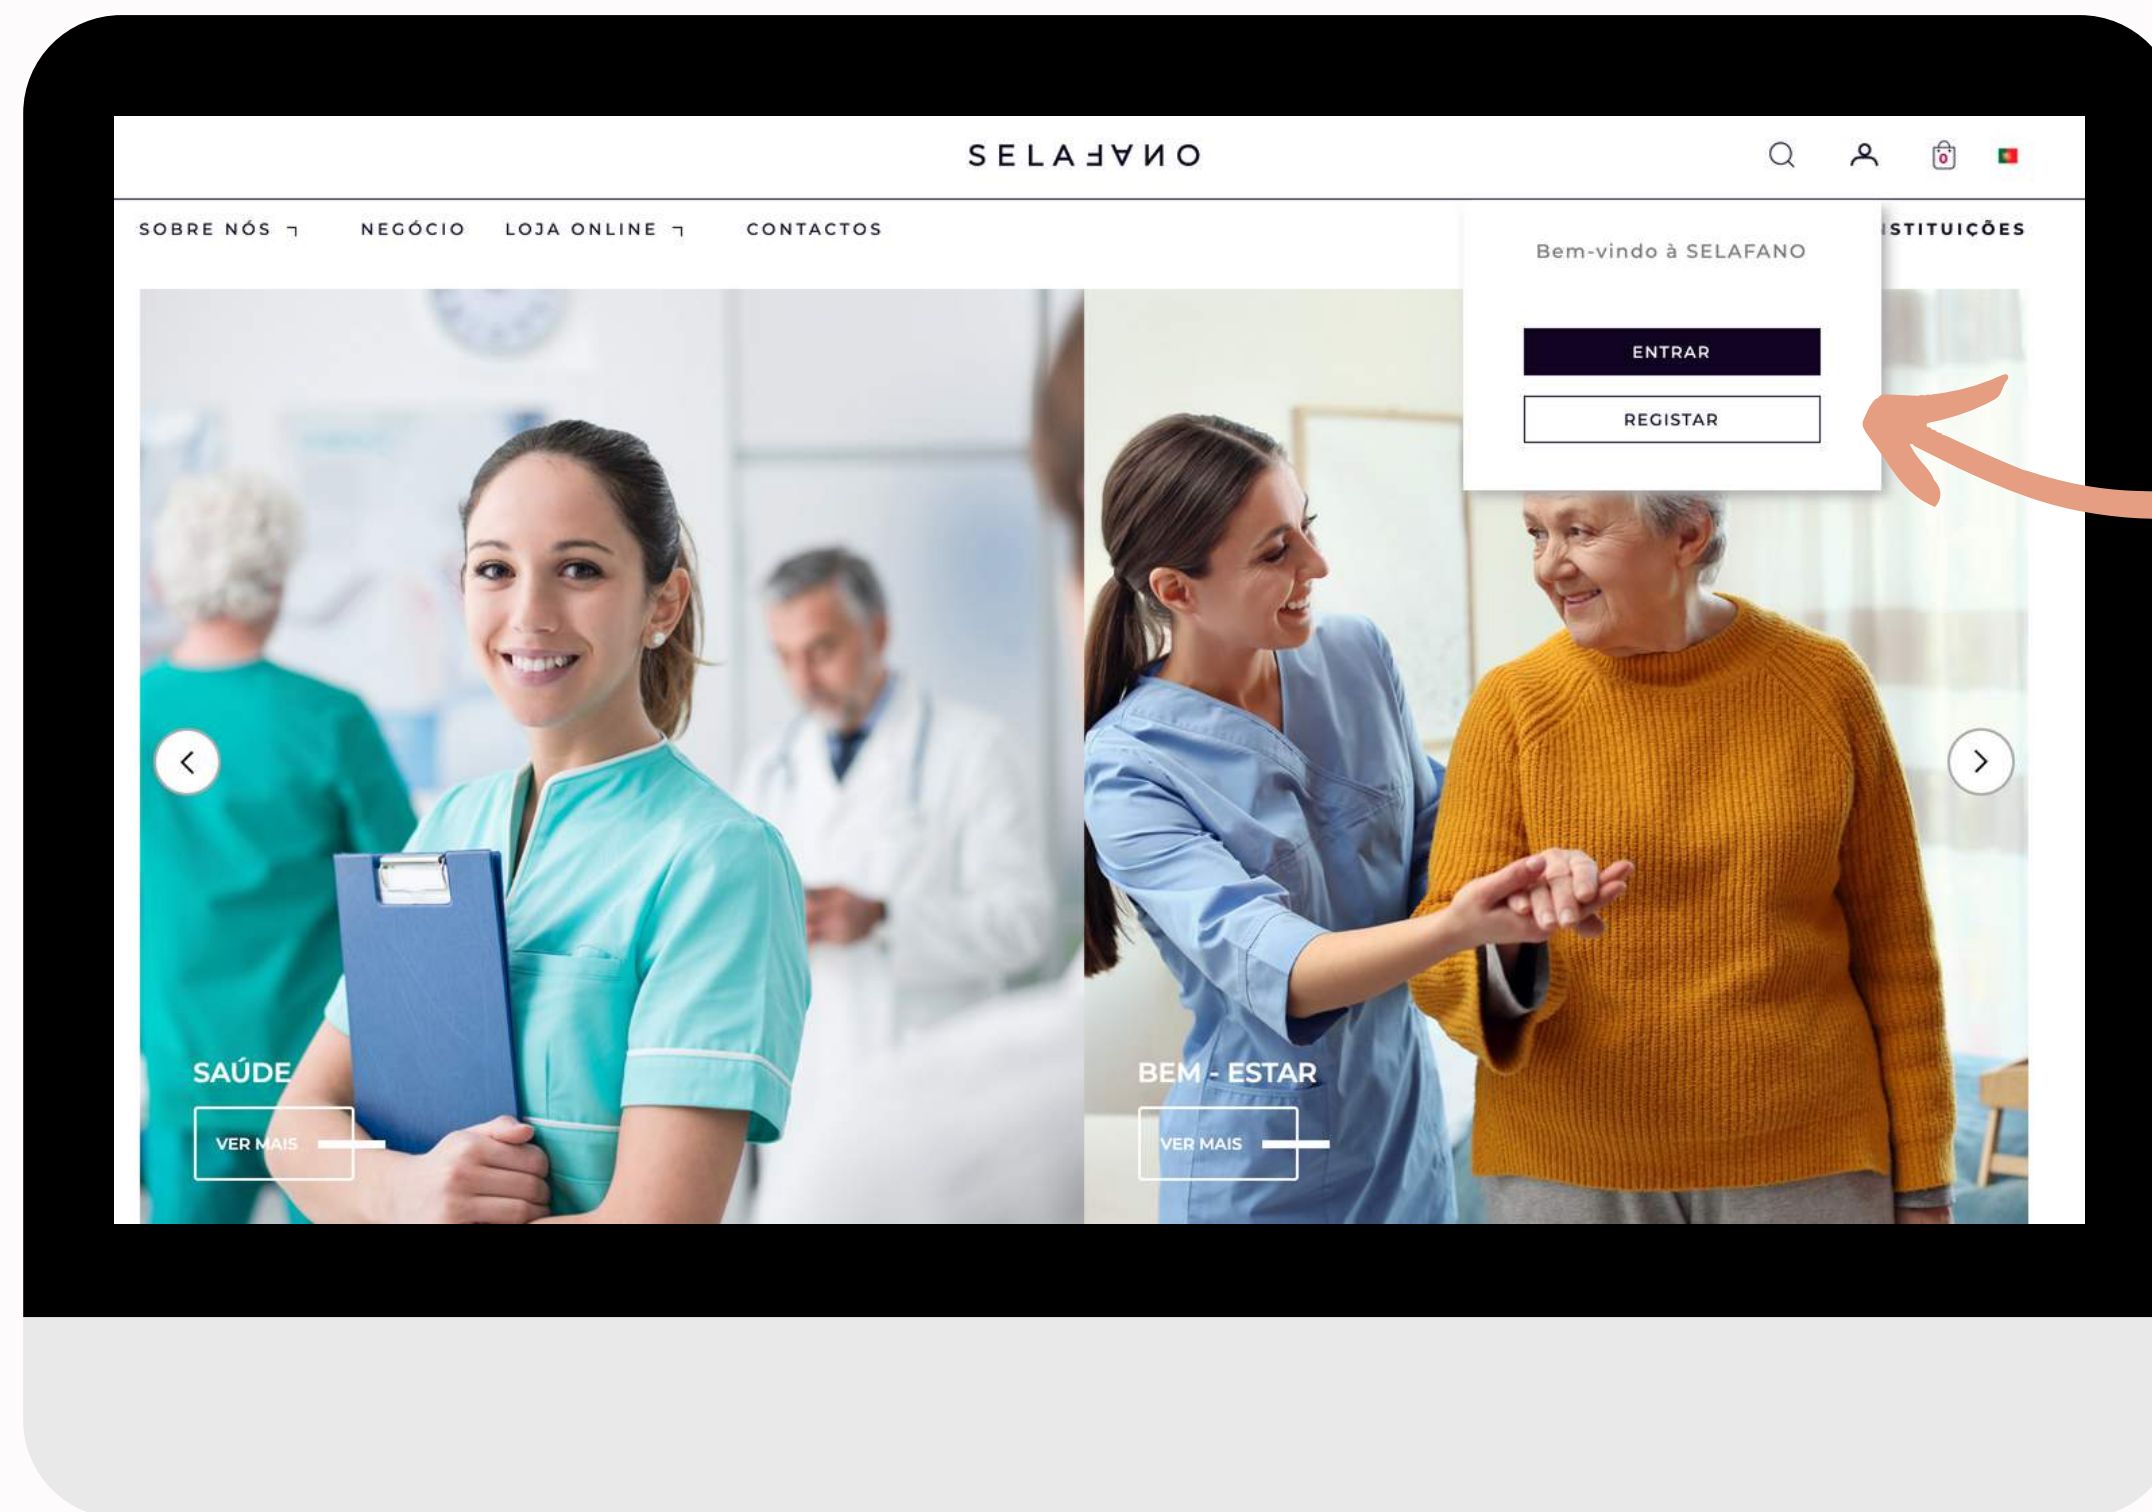 SELAFANO
0
SOBRE NÓS NEGÓCIO LOJA ONLINE CONTACTOS STITUIÇÕES
Bem-vindo à SELAFANO
ENTRAR
REGISTAR
SAÚDE
VER MAIS
BEM - ESTAR
VER MAIS